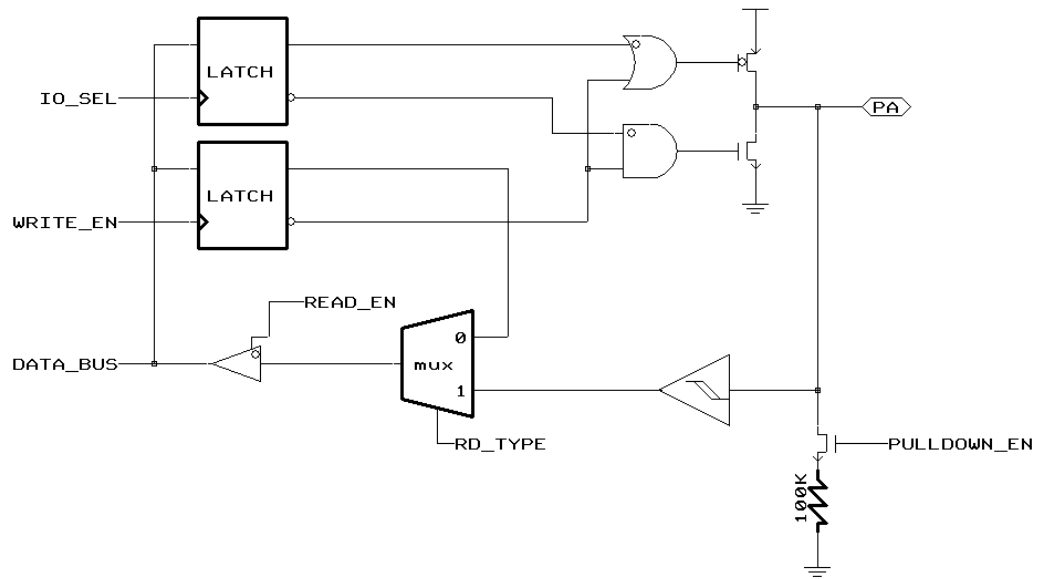 LATCH
IO_SEL
PA
LATCH
WRITE_EN
READ_EN
0
DATA_BUS
mux
1
RD_TYPE
PULLDOWN_EN
100K